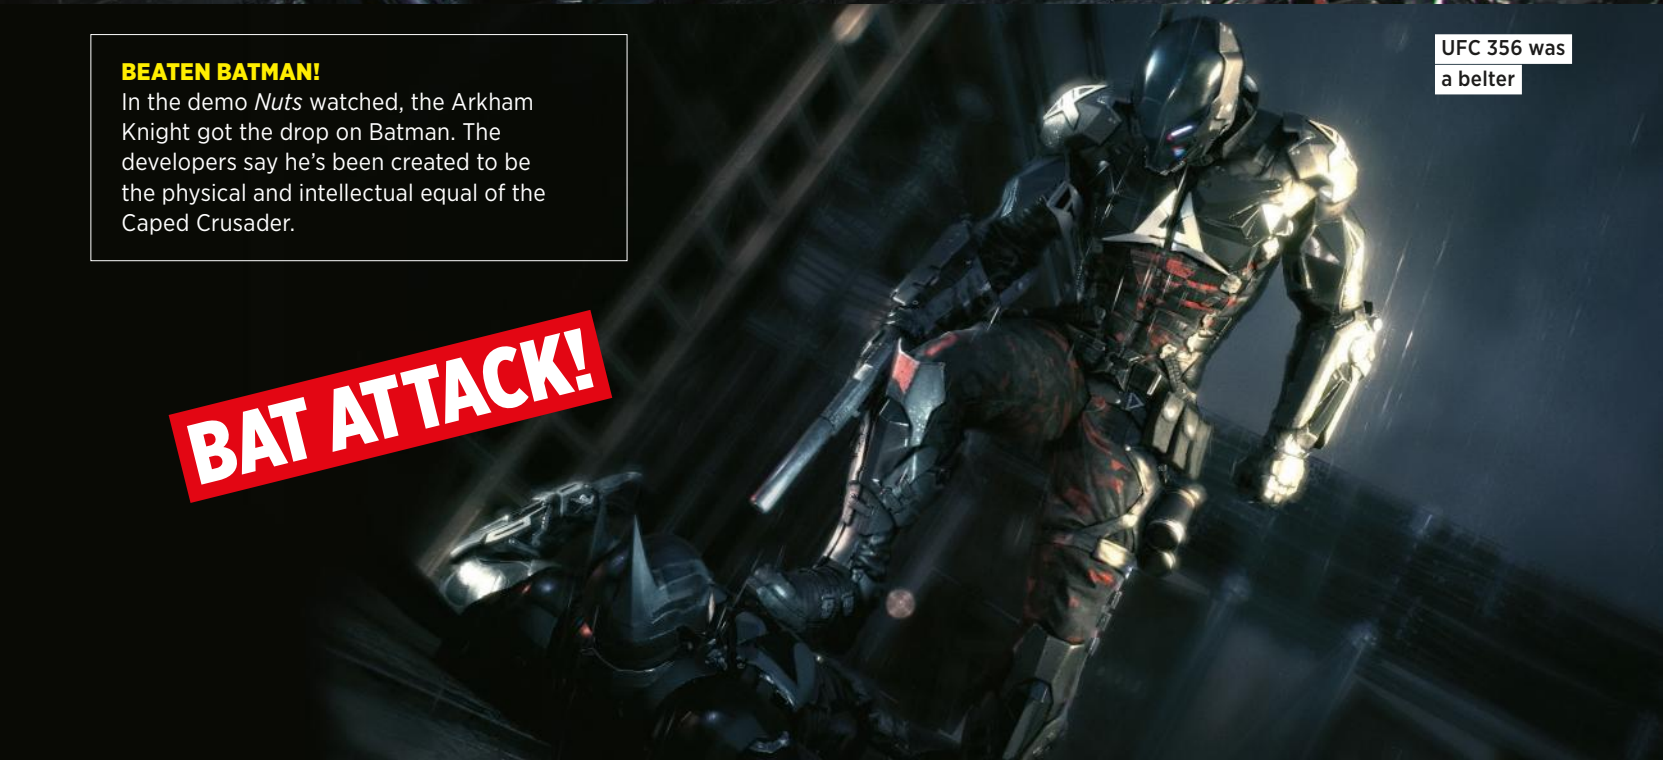 BEATEN BATMAN!
In the demo Nuts watched, the Arkham
Knight got the drop on Batman. The
developers say he’s been created to be
the physical and intellectual equal of the
Caped Crusader.
UFC 356 was
a belter
BAT ATTACK!